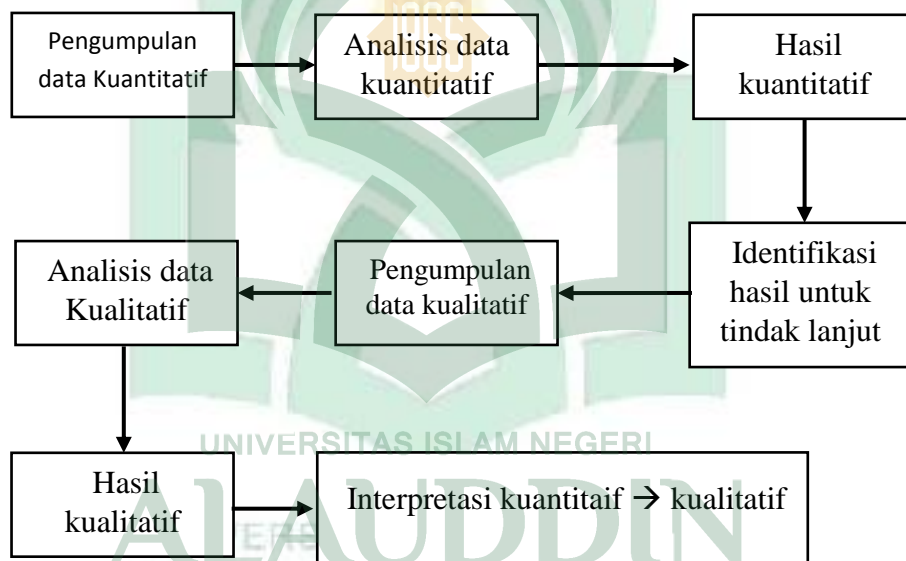 Pengumpulan
data Kuantitatif
Analisis data
kuantitatif
Hasil
kuantitatif
Identifikasi
hasil untuk
tindak lanjut
Pengumpulan
data kualitatif
Analisis data
Kualitatif
UNIVERSITAS ISLAM NEGERI
Hasil
kualitatif
Interpretasi kuantitaif → kualitatif
ALAUDDIN